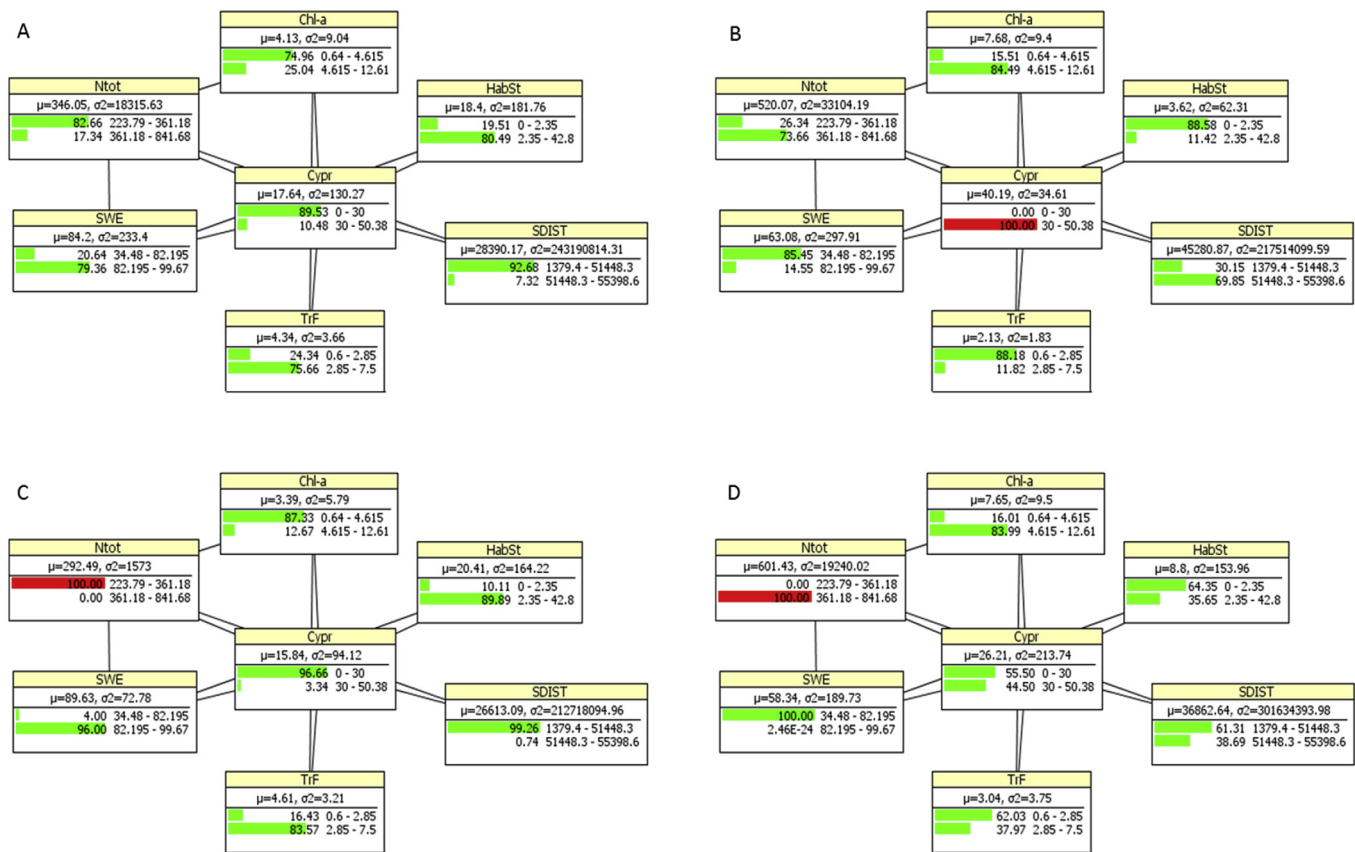 A
Chl-a
μ=4.13, σ2=9.04
74.96 0.64 - 4.615
25.04 4.615 - 12.61
Ntot
μ=346.05, σ2=18315.63
82.66 223.79 - 361.18
17.34 361.18 - 841.68
HabSt
μ=18.4, σ2=181.76
19.51 0 - 2.35
80.49 2.35 - 42.8
Cypr
μ=17.64, σ2=130.27
89.53 0 - 30
10.48 30 - 50.38
SWE
μ=84.2, σ2=233.4
20.64 34.48 - 82.195
79.36 82.195 - 99.67
SDIST
μ=28390.17, σ2=243190814.31
92.68 1379.4 - 51448.3
7.32 51448.3 - 55398.6
TrF
μ=4.34, σ2=3.66
24.34 0.6 - 2.85
75.66 2.85 - 7.5
B
Chl-a
μ=7.68, σ2=9.4
15.51 0.64 - 4.615
84.49 4.615 - 12.61
Ntot
μ=520.07, σ2=33104.19
26.34 223.79 - 361.18
73.66 361.18 - 841.68
HabSt
μ=3.62, σ2=62.31
88.58 0 - 2.35
11.42 2.35 - 42.8
Cypr
μ=40.19, σ2=34.61
0.00 0 - 30
100.00 30 - 50.38
SWE
μ=63.08, σ2=297.91
85.45 34.48 - 82.195
14.55 82.195 - 99.67
SDIST
μ=45280.87, σ2=217514099.59
30.15 1379.4 - 51448.3
69.85 51448.3 - 55398.6
TrF
μ=2.13, σ2=1.83
88.18 0.6 - 2.85
11.82 2.85 - 7.5
C
Chl-a
μ=3.39, σ2=5.79
87.33 0.64 - 4.615
12.67 4.615 - 12.61
Ntot
μ=292.49, σ2=1573
100.00 223.79 - 361.18
0.00 361.18 - 841.68
HabSt
μ=20.41, σ2=164.22
10.11 0 - 2.35
89.89 2.35 - 42.8
Cypr
μ=15.84, σ2=94.12
96.66 0 - 30
3.34 30 - 50.38
SWE
μ=89.63, σ2=72.78
4.00 34.48 - 82.195
96.00 82.195 - 99.67
SDIST
μ=26613.09, σ2=212718094.96
99.26 1379.4 - 51448.3
0.74 51448.3 - 55398.6
TrF
μ=4.61, σ2=3.21
16.43 0.6 - 2.85
83.57 2.85 - 7.5
D
Chl-a
μ=7.65, σ2=9.5
16.01 0.64 - 4.615
83.99 4.615 - 12.61
Ntot
μ=601.43, σ2=19240.02
0.00 223.79 - 361.18
100.00 361.18 - 841.68
HabSt
μ=8.8, σ2=153.96
64.35 0 - 2.35
35.65 2.35 - 42.8
Cypr
μ=26.21, σ2=213.74
55.50 0 - 30
44.50 30 - 50.38
SWE
μ=58.34, σ2=189.73
100.00 34.48 - 82.195
2.46E-24 82.195 - 99.67
SDIST
μ=36862.64, σ2=301634393.98
61.31 1379.4 - 51448.3
38.69 51448.3 - 55398.6
TrF
μ=3.04, σ2=3.75
62.03 0.6 - 2.85
37.97 2.85 - 7.5